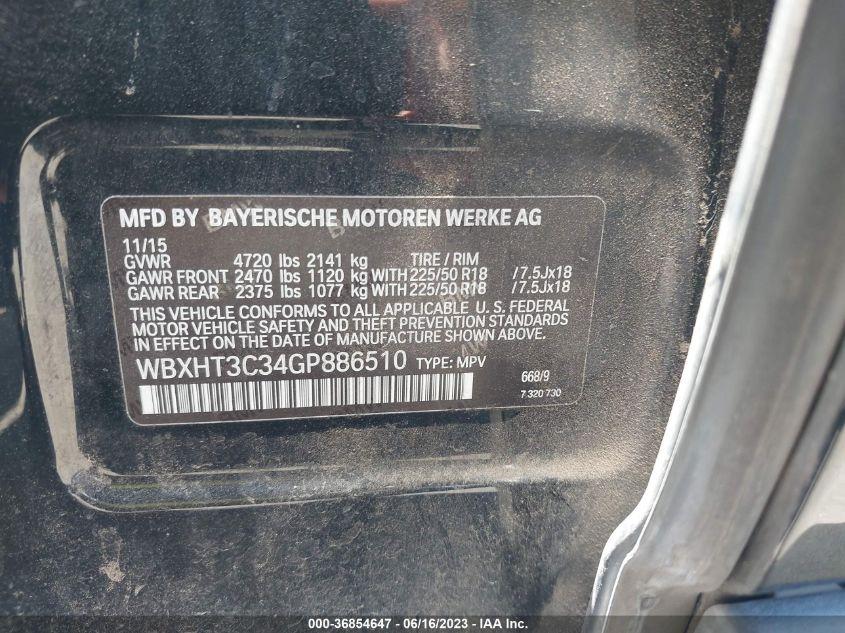 MFD BY BAYERISCHE MOTOREN WERKE AG
11/15
GVWR 4720 lbs 2141 kg TIRE / RIM
GAWR FRONT 2470 lbs 1120 kg WITH 225/50 R18 /7.5Jx18
GAWR REAR 2375 lbs 1077 kg WITH 225/50 R18 /7.5Jx18
THIS VEHICLE CONFORMS TO ALL APPLICABLE U. S. FEDERAL
MOTOR VEHICLE SAFETY AND THEFT PREVENTION STANDARDS
IN EFFECT ON THE DATE OF MANUFACTURE SHOWN ABOVE.
WBXHT3C34GP886510 TYPE: MPV
668/9
7 320 730
000-36854647 / 06/16/2023 / IAA Inc.